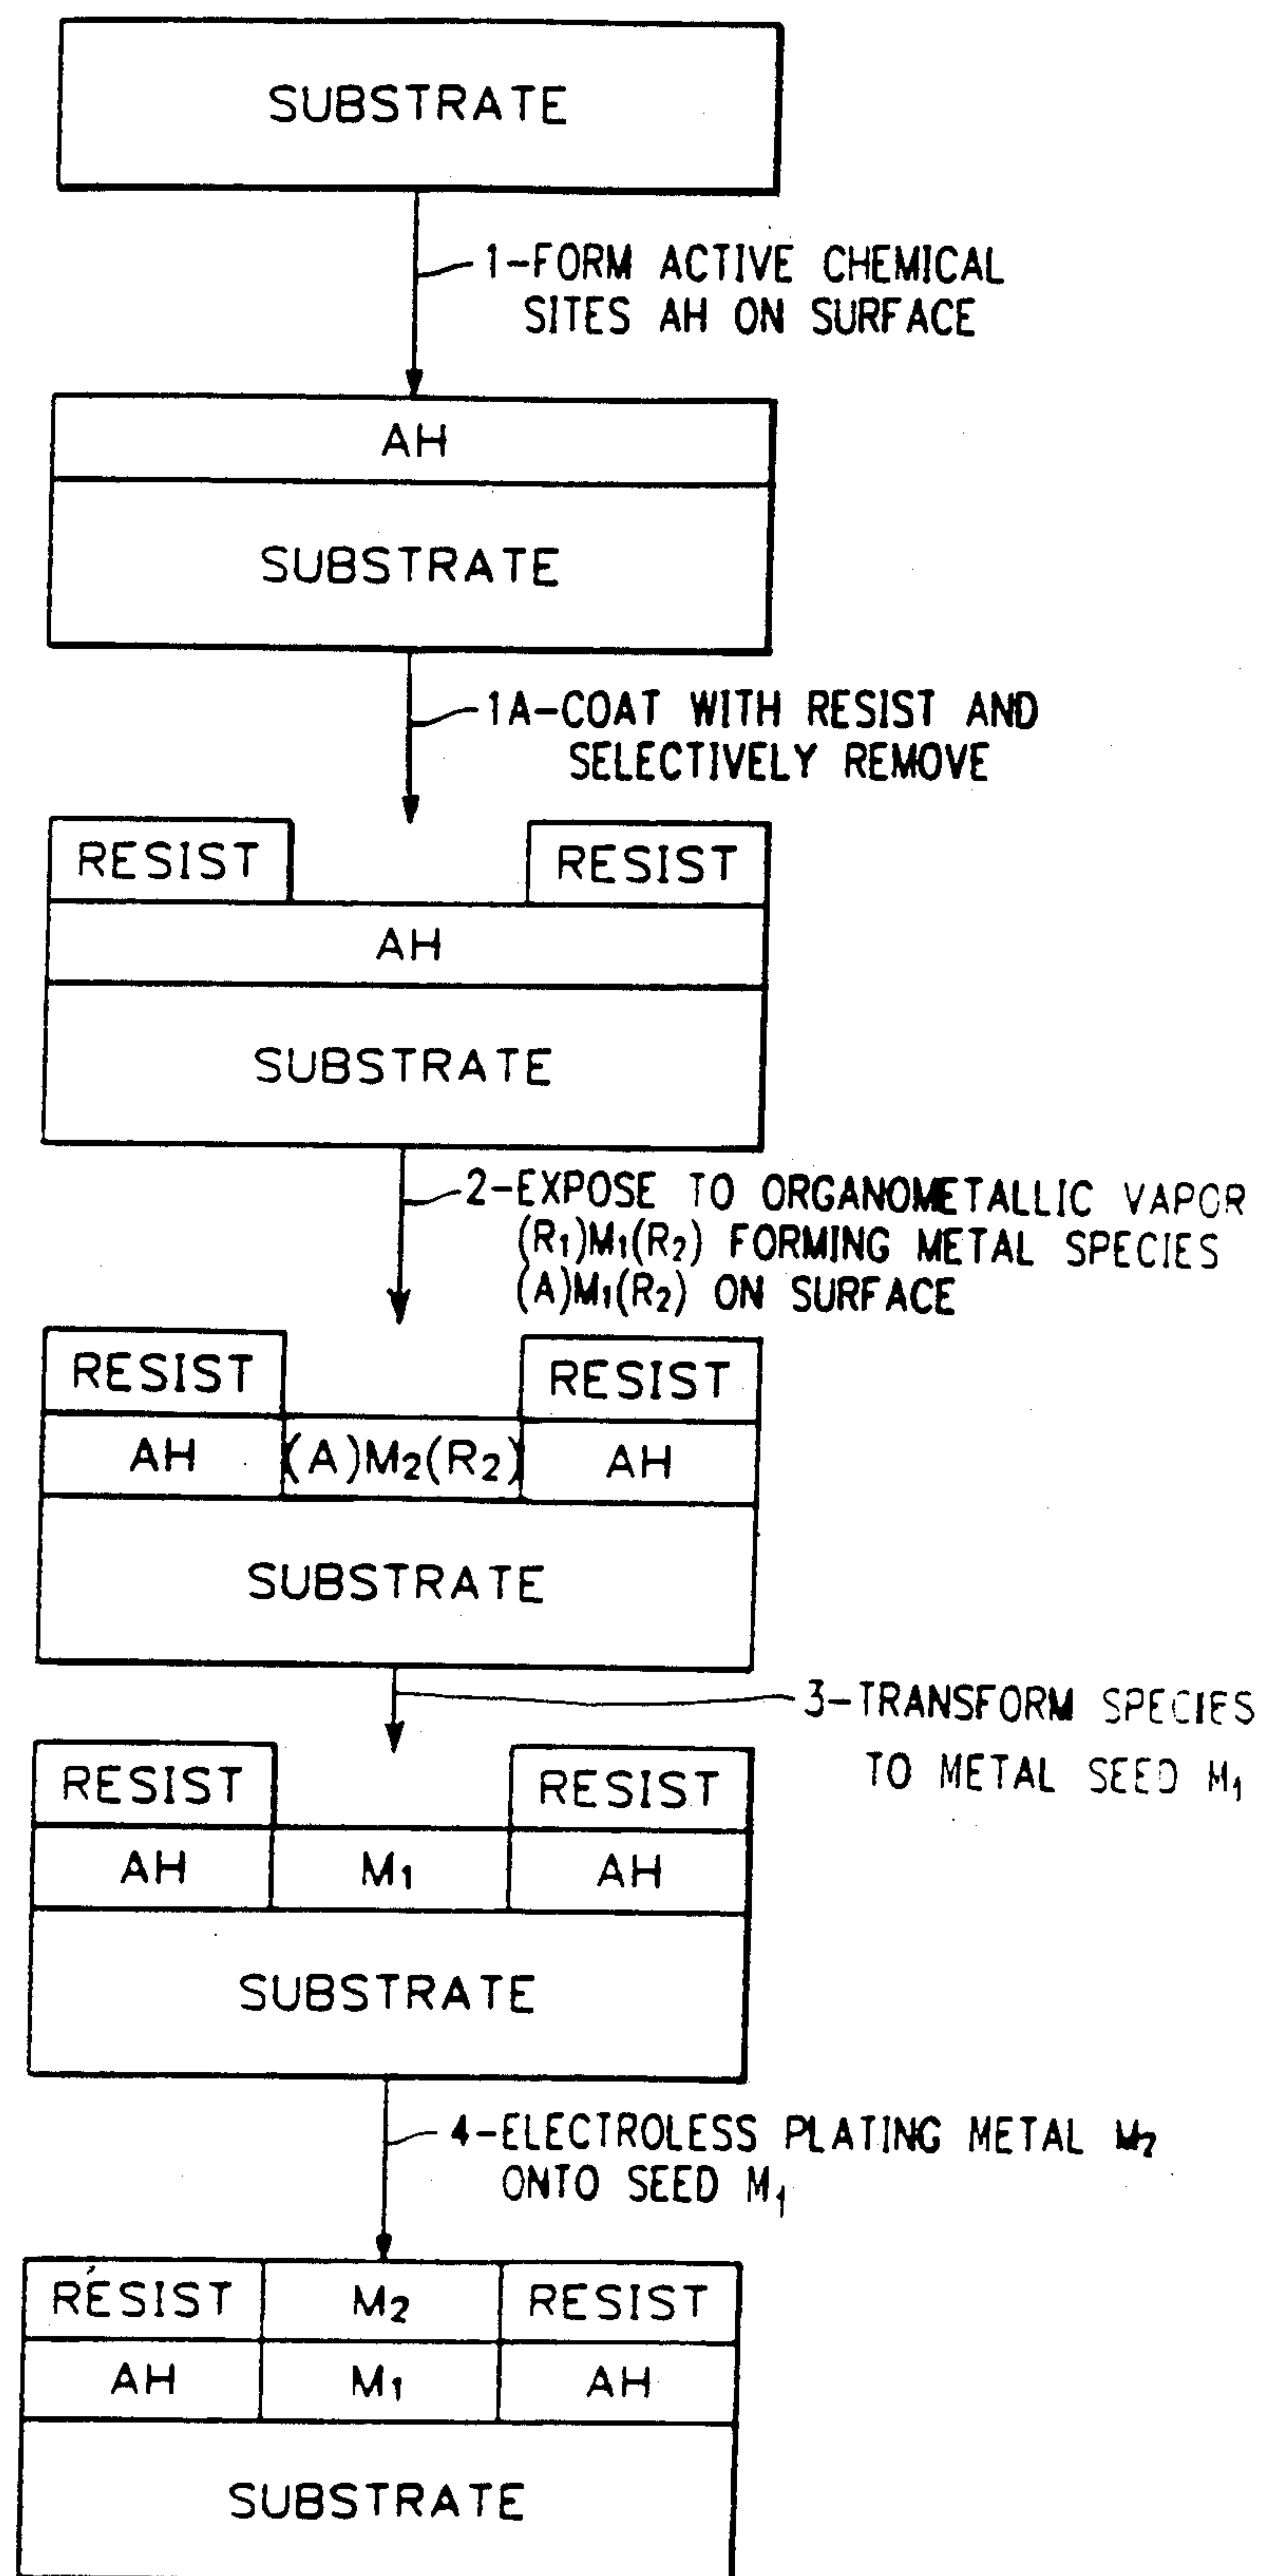 SUBSTRATE
1-FORM ACTIVE CHEMICAL
SITES AH ON SURFACE
AH
SUBSTRATE
1A-COAT WITH RESIST AND
SELECTIVELY REMOVE
RESIST RESIST
AH
SUBSTRATE
2-EXPOSE TO ORGANOMETALLIC VAPOR
(R₁)M₁(R₂) FORMING METAL SPECIES
(A)M₁(R₂) ON SURFACE
RESIST RESIST
AH (A)M₂(R₂) AH
SUBSTRATE
3-TRANSFORM SPECIES
TO METAL SEED M₁
RESIST RESIST
AH M₁ AH
SUBSTRATE
4-ELECTROLESS PLATING METAL M₂
ONTO SEED M₁
RESIST M₂ RESIST
AH M₁ AH
SUBSTRATE